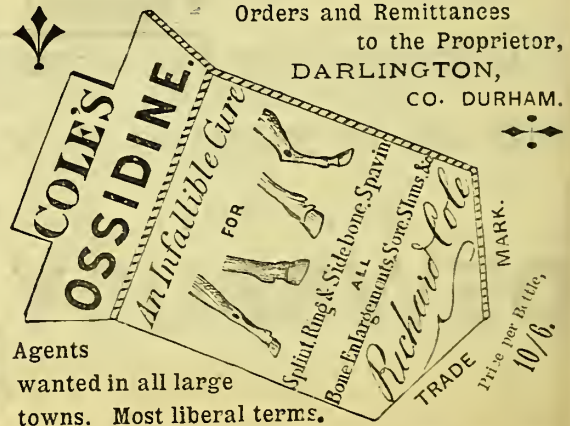 Orders and Remittances
to the Proprietor,
DARLINGTON,
CO. DURHAM.
COLE'S
OSSIDINE.
An Infallible Cure
FOR
Splint, Ring & Sidebone, Spavin
ALL
Bone Enlargements, Sore Shins, &c
Richard Cole
TRADE
MARK.
Price per Bottle,
10/6.
Agents
wanted in all large
towns. Most liberal terms.